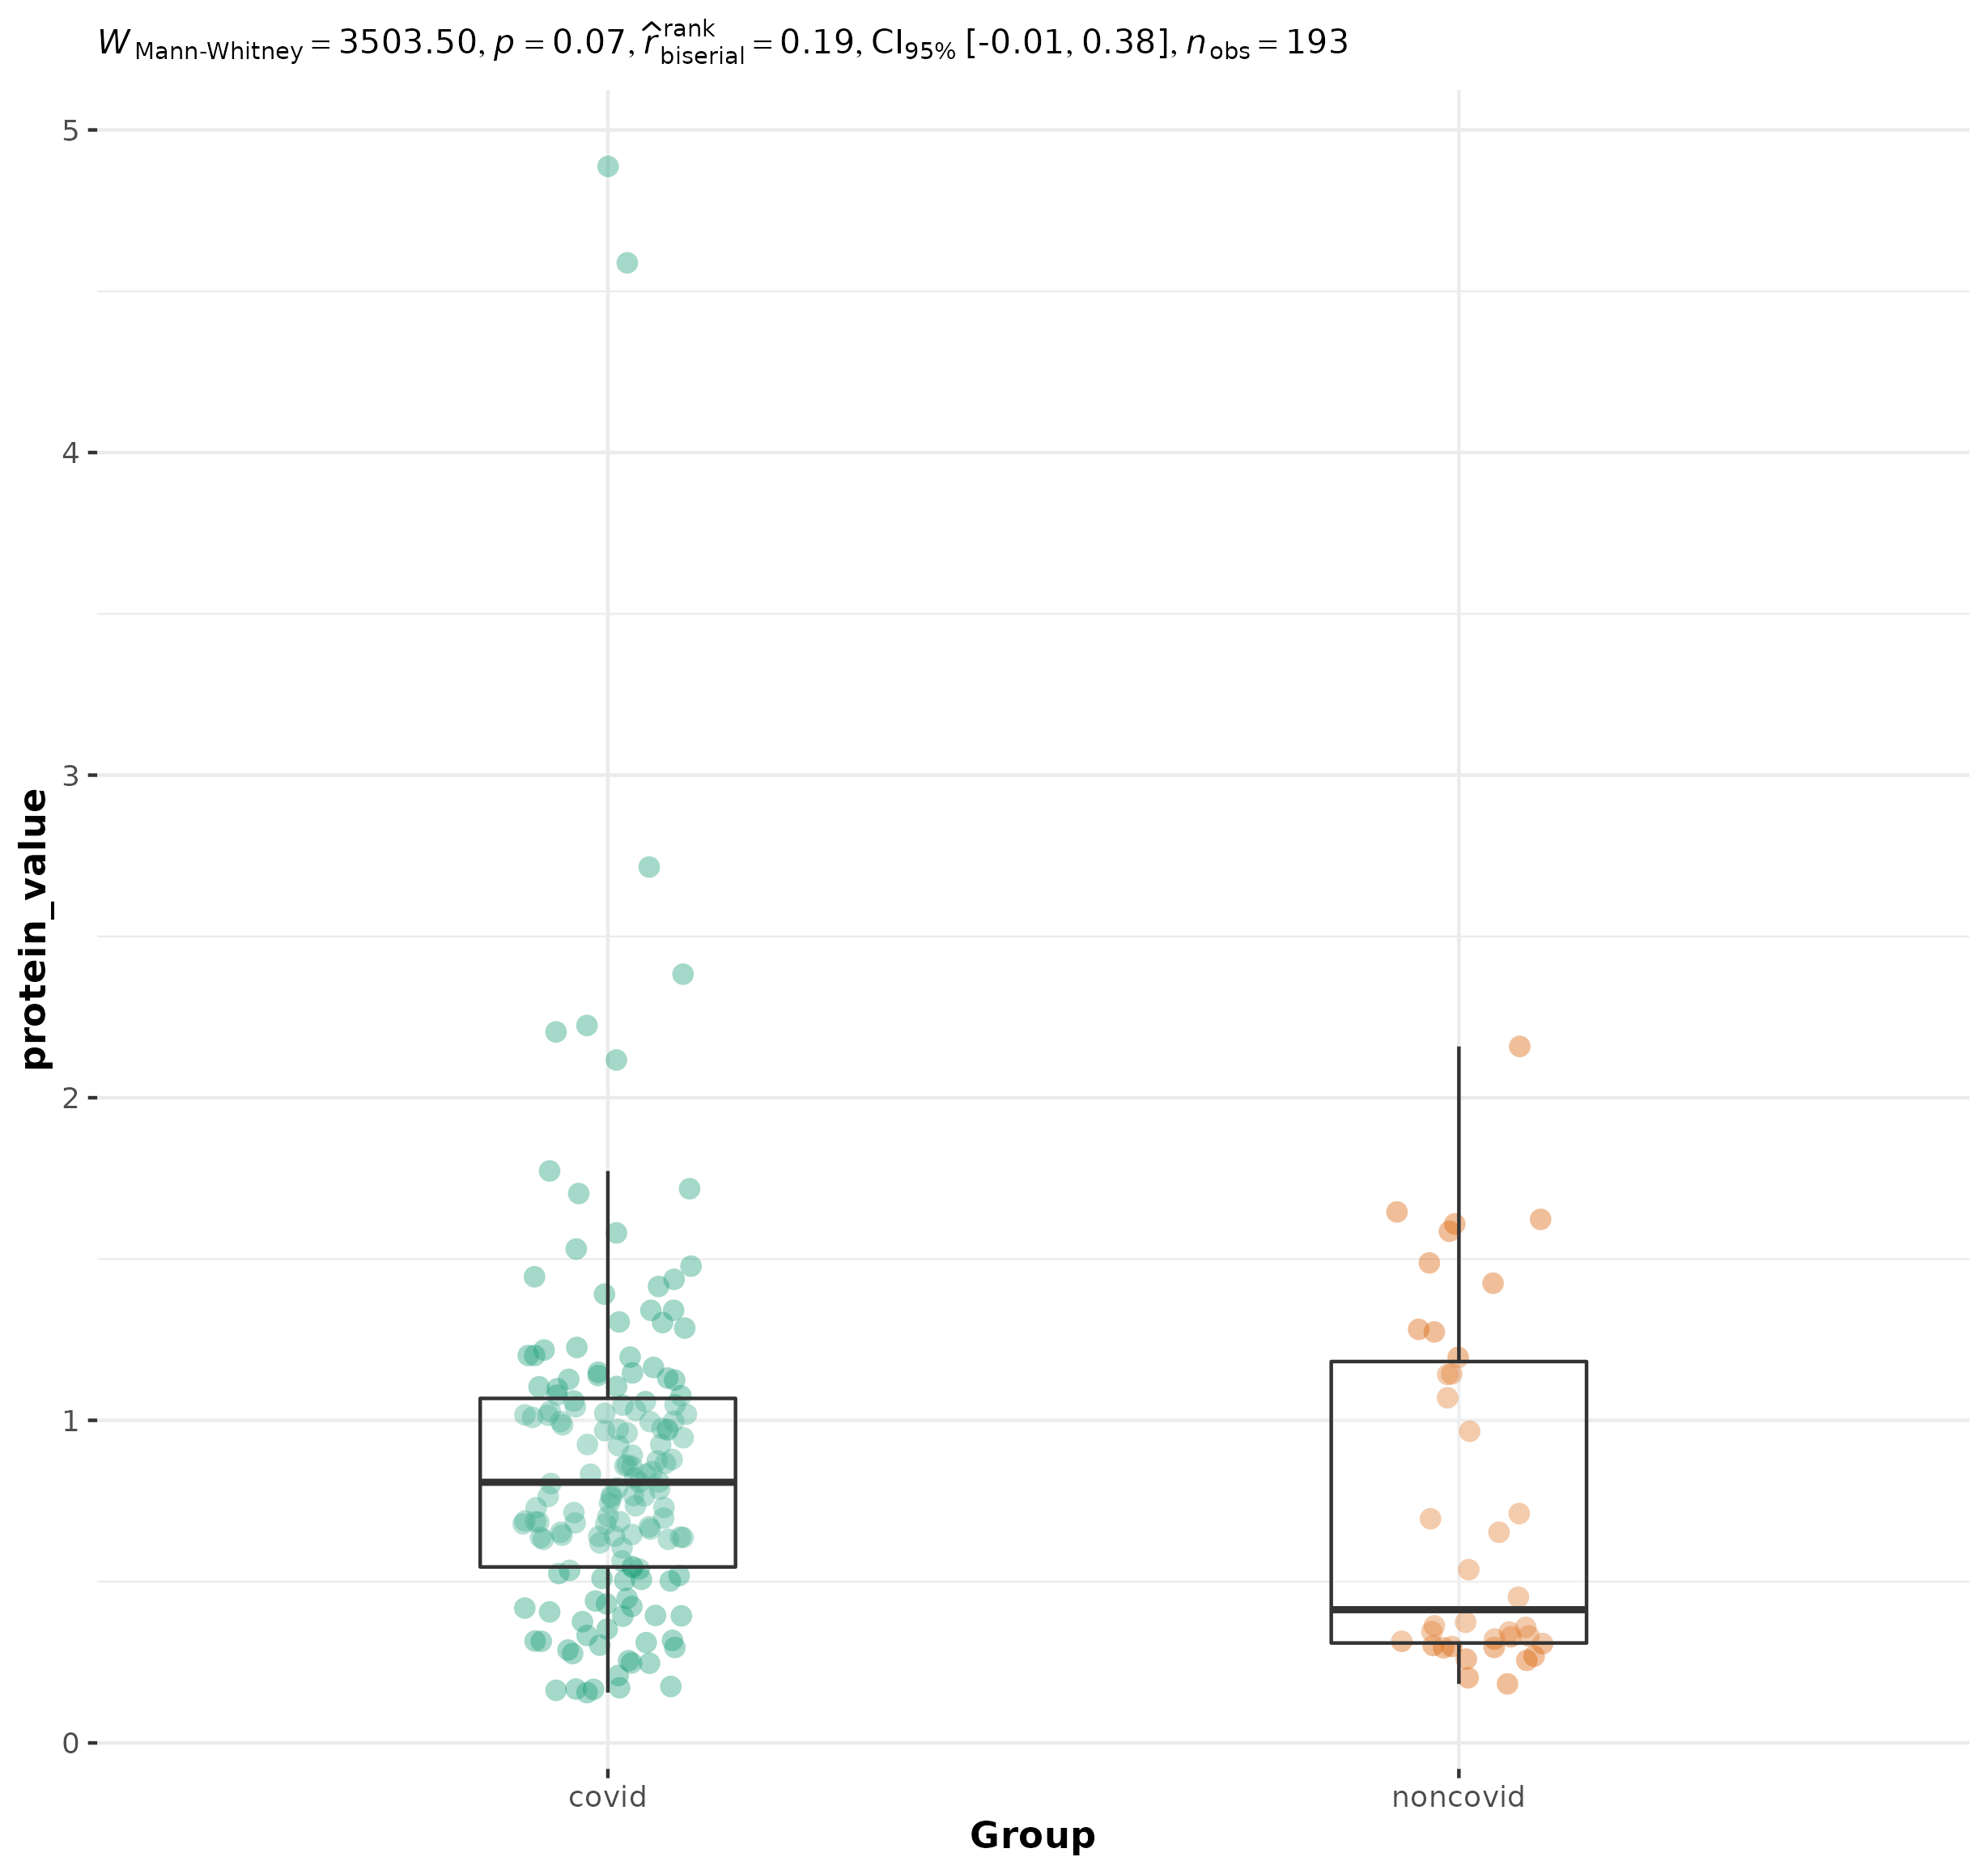 W Mann-Whitney = 3503.50, p = 0.07, r̂ rank biserial = 0.19, CI95% [-0.01, 0.38], n obs = 193
5
4
3
2
1
0
protein_value
covid noncovid
Group